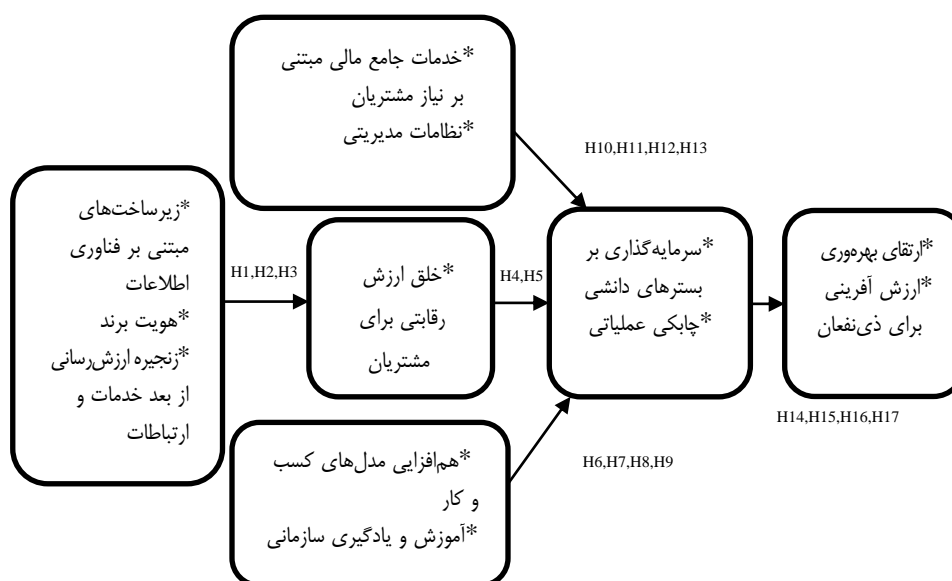 *خدمات جامع مالی مبتنی
بر نیاز مشتریان
*نظامات مدیریتی
H10,H11,H12,H13
*زیرساخت‌های
مبتنی بر فناوری
اطلاعات
*هویت برند
*زنجیره ارزش‌رسانی
از بعد خدمات و
ارتباطات
H1,H2,H3
*خلق ارزش
رقابتی برای
مشتریان
H4,H5
*سرمایه‌گذاری بر
بسترهای دانشی
*چابکی عملیاتی
*ارتقای بهره‌وری
*ارزش آفرینی
برای ذی‌نفعان
H14,H15,H16,H17
*هم‌افزایی مدل‌های کسب
و کار
*آموزش و یادگیری سازمانی
H6,H7,H8,H9